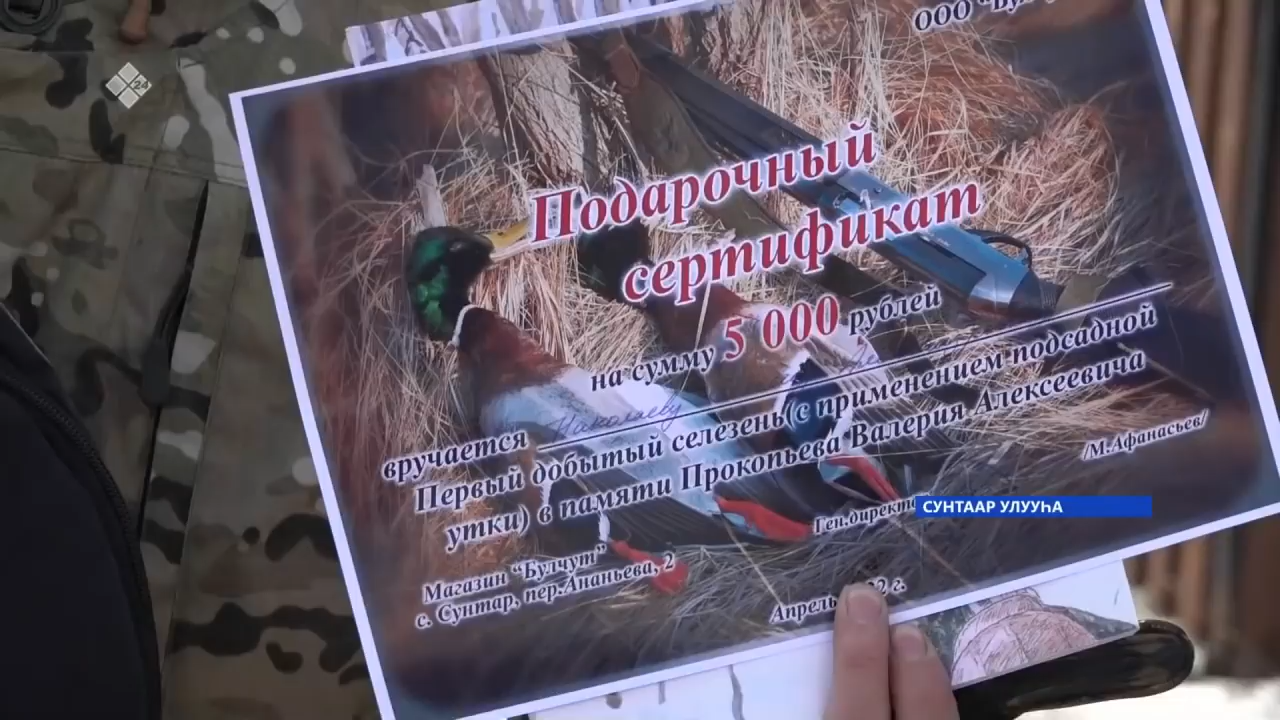 24
ООО
Подарочный
сертификат
на сумму 5 000 рублей
вручается Николаеву
Первый добытый селезень(с применением подсадной
утки) в памяти Прокопьева Валерия Алексеевича
/М.Афанасьев/
Магазин "Булчут"
с. Сунтар, пер.Ананьева, 2
СУНТААР УЛУУҺА